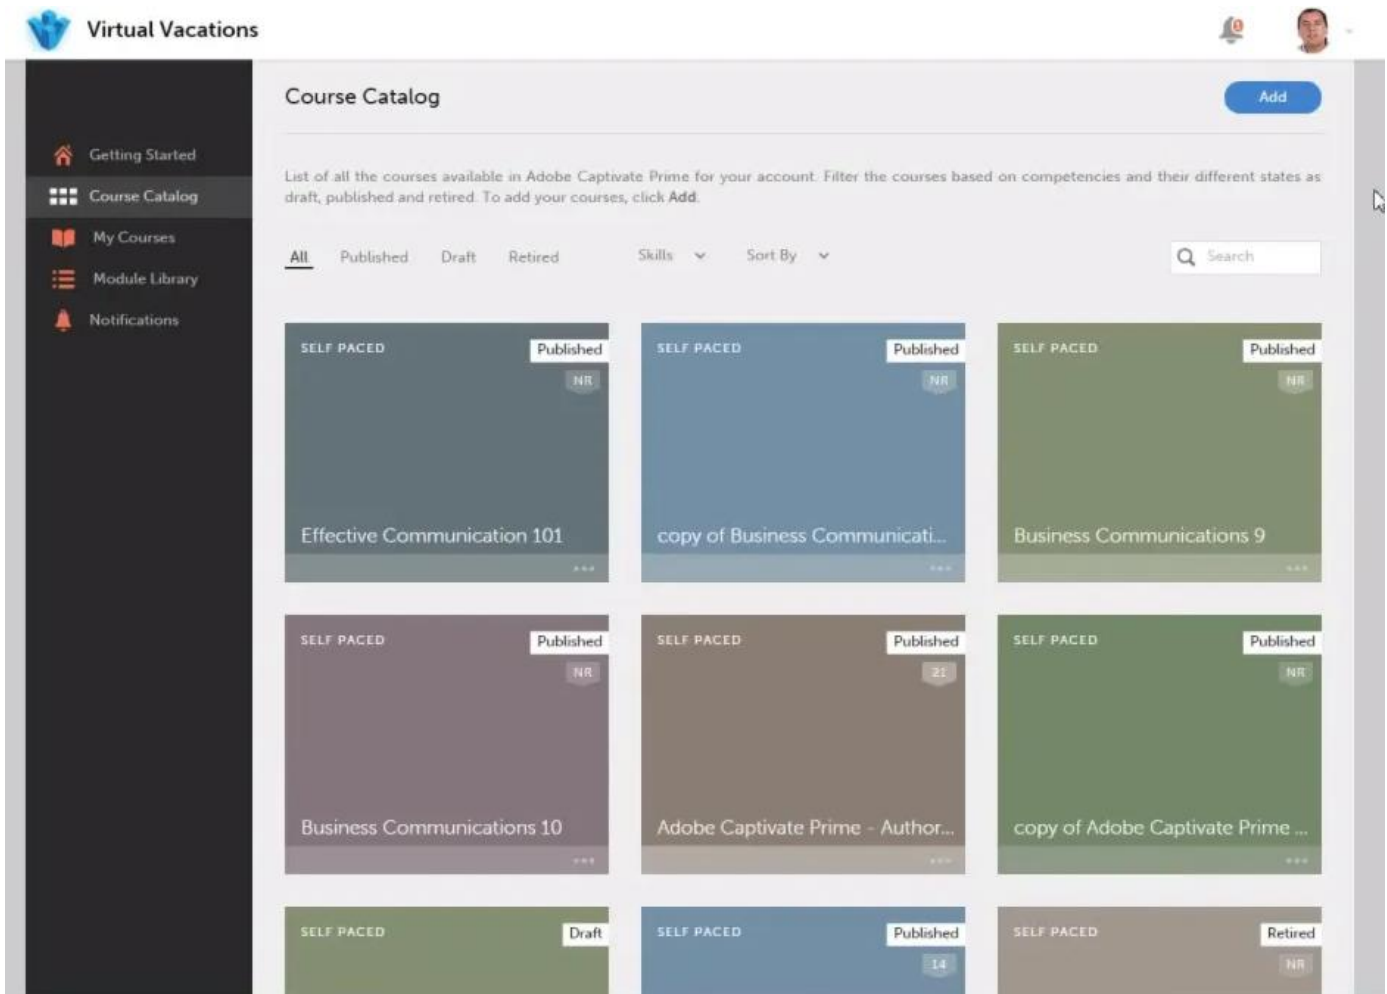 Virtual Vacations
1
Course Catalog
Add
Getting Started
Course Catalog
My Courses
Module Library
Notifications
List of all the courses available in Adobe Captivate Prime for your account. Filter the courses based on competencies and their different states as
draft, published and retired. To add your courses, click Add.
All Published Draft Retired Skills Sort By Search
SELF PACED Published
NR
Effective Communication 101
...
SELF PACED Published
NR
copy of Business Communicati...
...
SELF PACED Published
NR
Business Communications 9
...
SELF PACED Published
NR
Business Communications 10
...
SELF PACED Published
21
Adobe Captivate Prime - Author...
...
SELF PACED Published
NR
copy of Adobe Captivate Prime ...
...
SELF PACED Draft
SELF PACED Published
14
SELF PACED Retired
NR